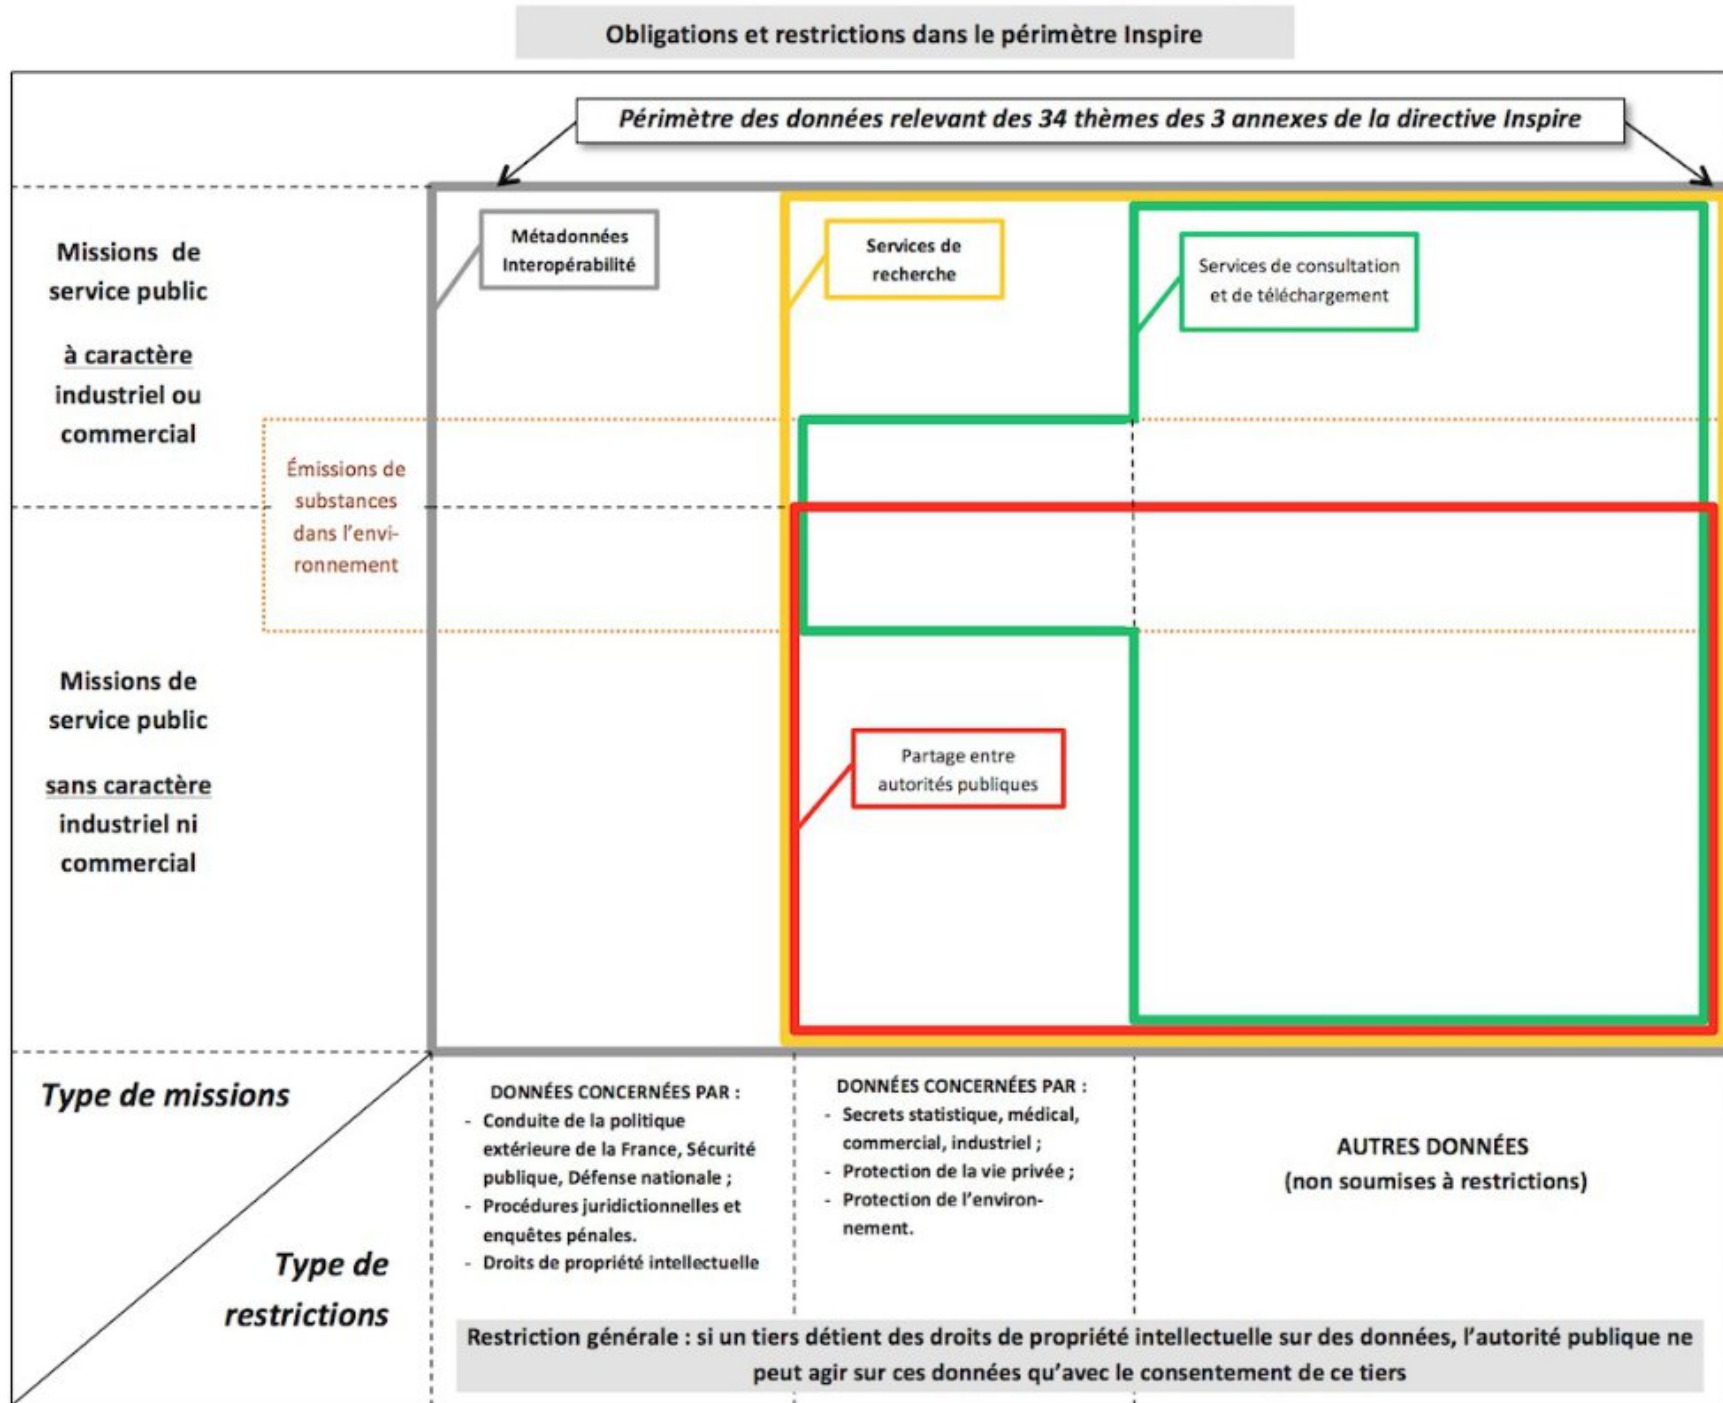 Obligations et restrictions dans le périmètre Inspire
Périmètre des données relevant des 34 thèmes des 3 annexes de la directive Inspire
Missions de
service public
à caractère
industriel ou
commercial
Métadonnées
Interopérabilité
Services de
recherche
Services de consultation
et de téléchargement
Émissions de
substances
dans l'envi-
ronnement
Missions de
service public
sans caractère
industriel ni
commercial
Partage entre
autorités publiques
Type de missions
Type de
restrictions
DONNÉES CONCERNÉES PAR :
- Conduite de la politique
extérieure de la France, Sécurité
publique, Défense nationale ;
- Procédures juridictionnelles et
enquêtes pénales.
- Droits de propriété intellectuelle
DONNÉES CONCERNÉES PAR :
- Secrets statistique, médical,
commercial, industriel ;
- Protection de la vie privée ;
- Protection de l'environ-
nement.
AUTRES DONNÉES
(non soumises à restrictions)
Restriction générale : si un tiers détient des droits de propriété intellectuelle sur des données, l'autorité publique ne
peut agir sur ces données qu'avec le consentement de ce tiers